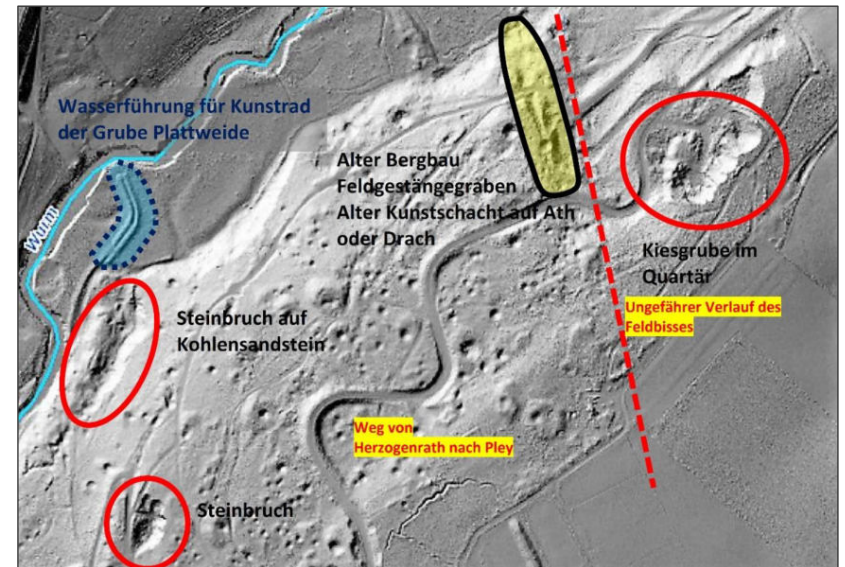 Wasserführung für Kunstrad
der Grube Plattweide
Wurm
Alter Bergbau
Feldgestängegräben
Alter Kunstschacht auf Ath
oder Drach
Kiesgrube im
Quartär
Ungefährer Verlauf des
Feldbisses
Steinbruch auf
Kohlensandstein
Weg von
Herzogenrath nach Pley
Steinbruch